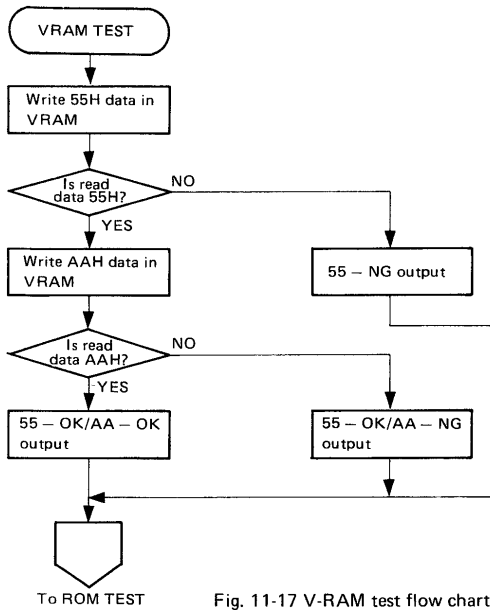 VRAM TEST
Write 55H data in
VRAM
Is read
data 55H?
NO
YES
Write AAH data in
VRAM
55 – NG output
Is read
data AAH?
NO
YES
55 – OK/AA – OK
output
55 – OK/AA – NG
output
To ROM TEST
Fig. 11-17 V-RAM test flow chart